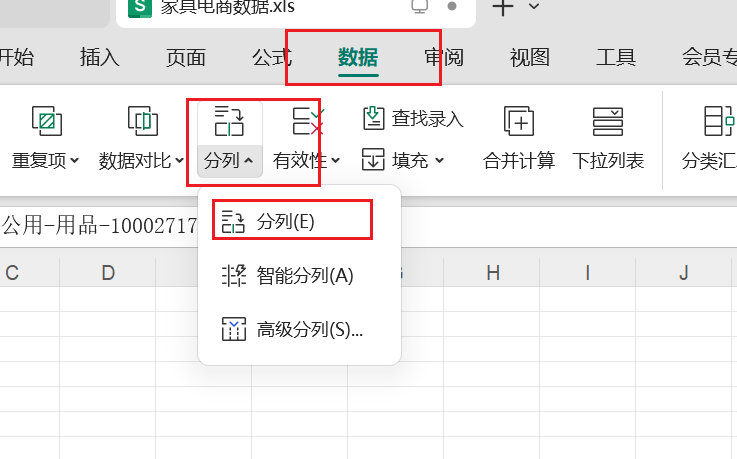 S 家具电商数据.xls
开始 插入 页面 公式 数据 审阅 视图 工具 会员专
重复项 数据对比 分列 有效性 查找录入 填充 合并计算 下拉列表 分类汇
公用-用品-10002717
分列(E)
智能分列(A)
高级分列(S)...
C D G H I J